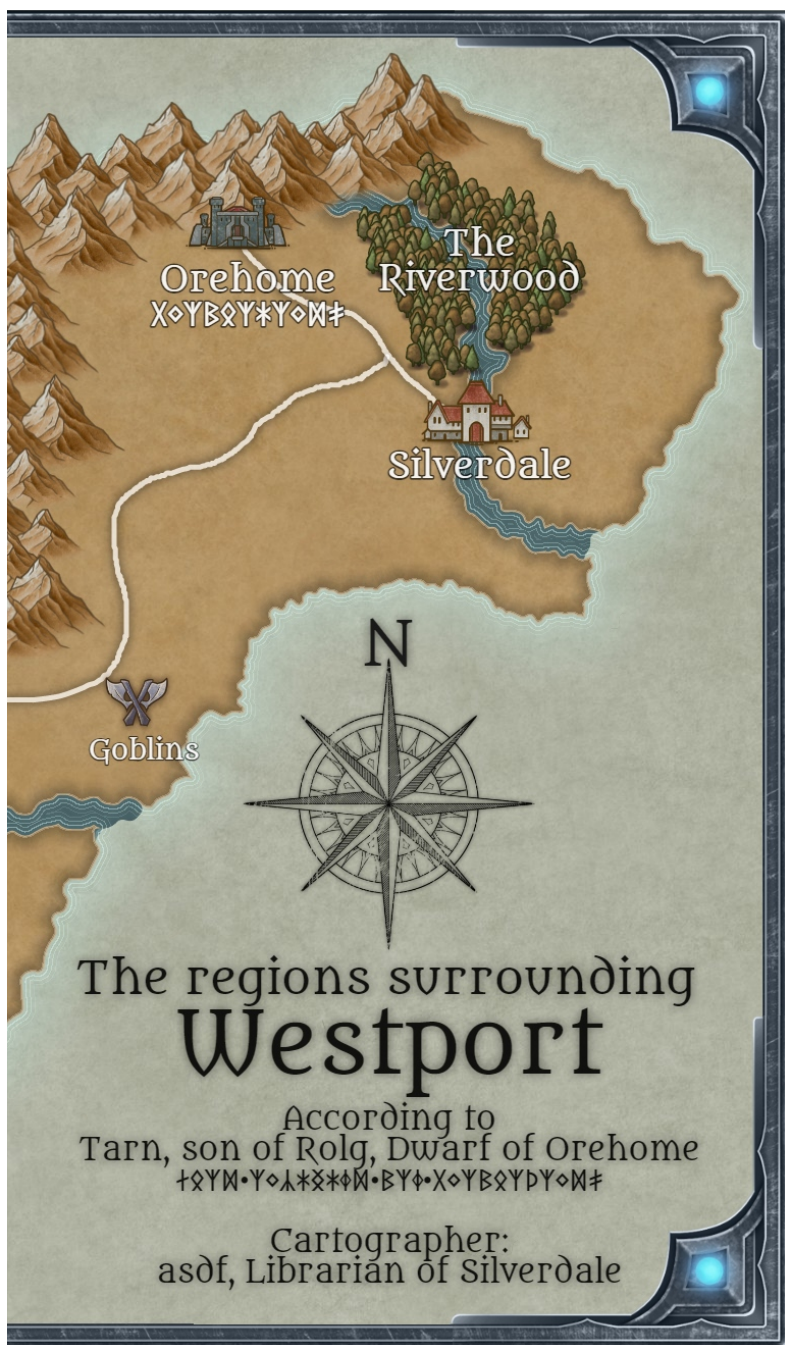 The
Riverwood
Orehome
Silverdale
N
Goblins
The regions surrounding
Westport
According to
Tarn, son of Rolg, Dwarf of Orehome
Cartographer:
asdf, Librarian of Silverdale